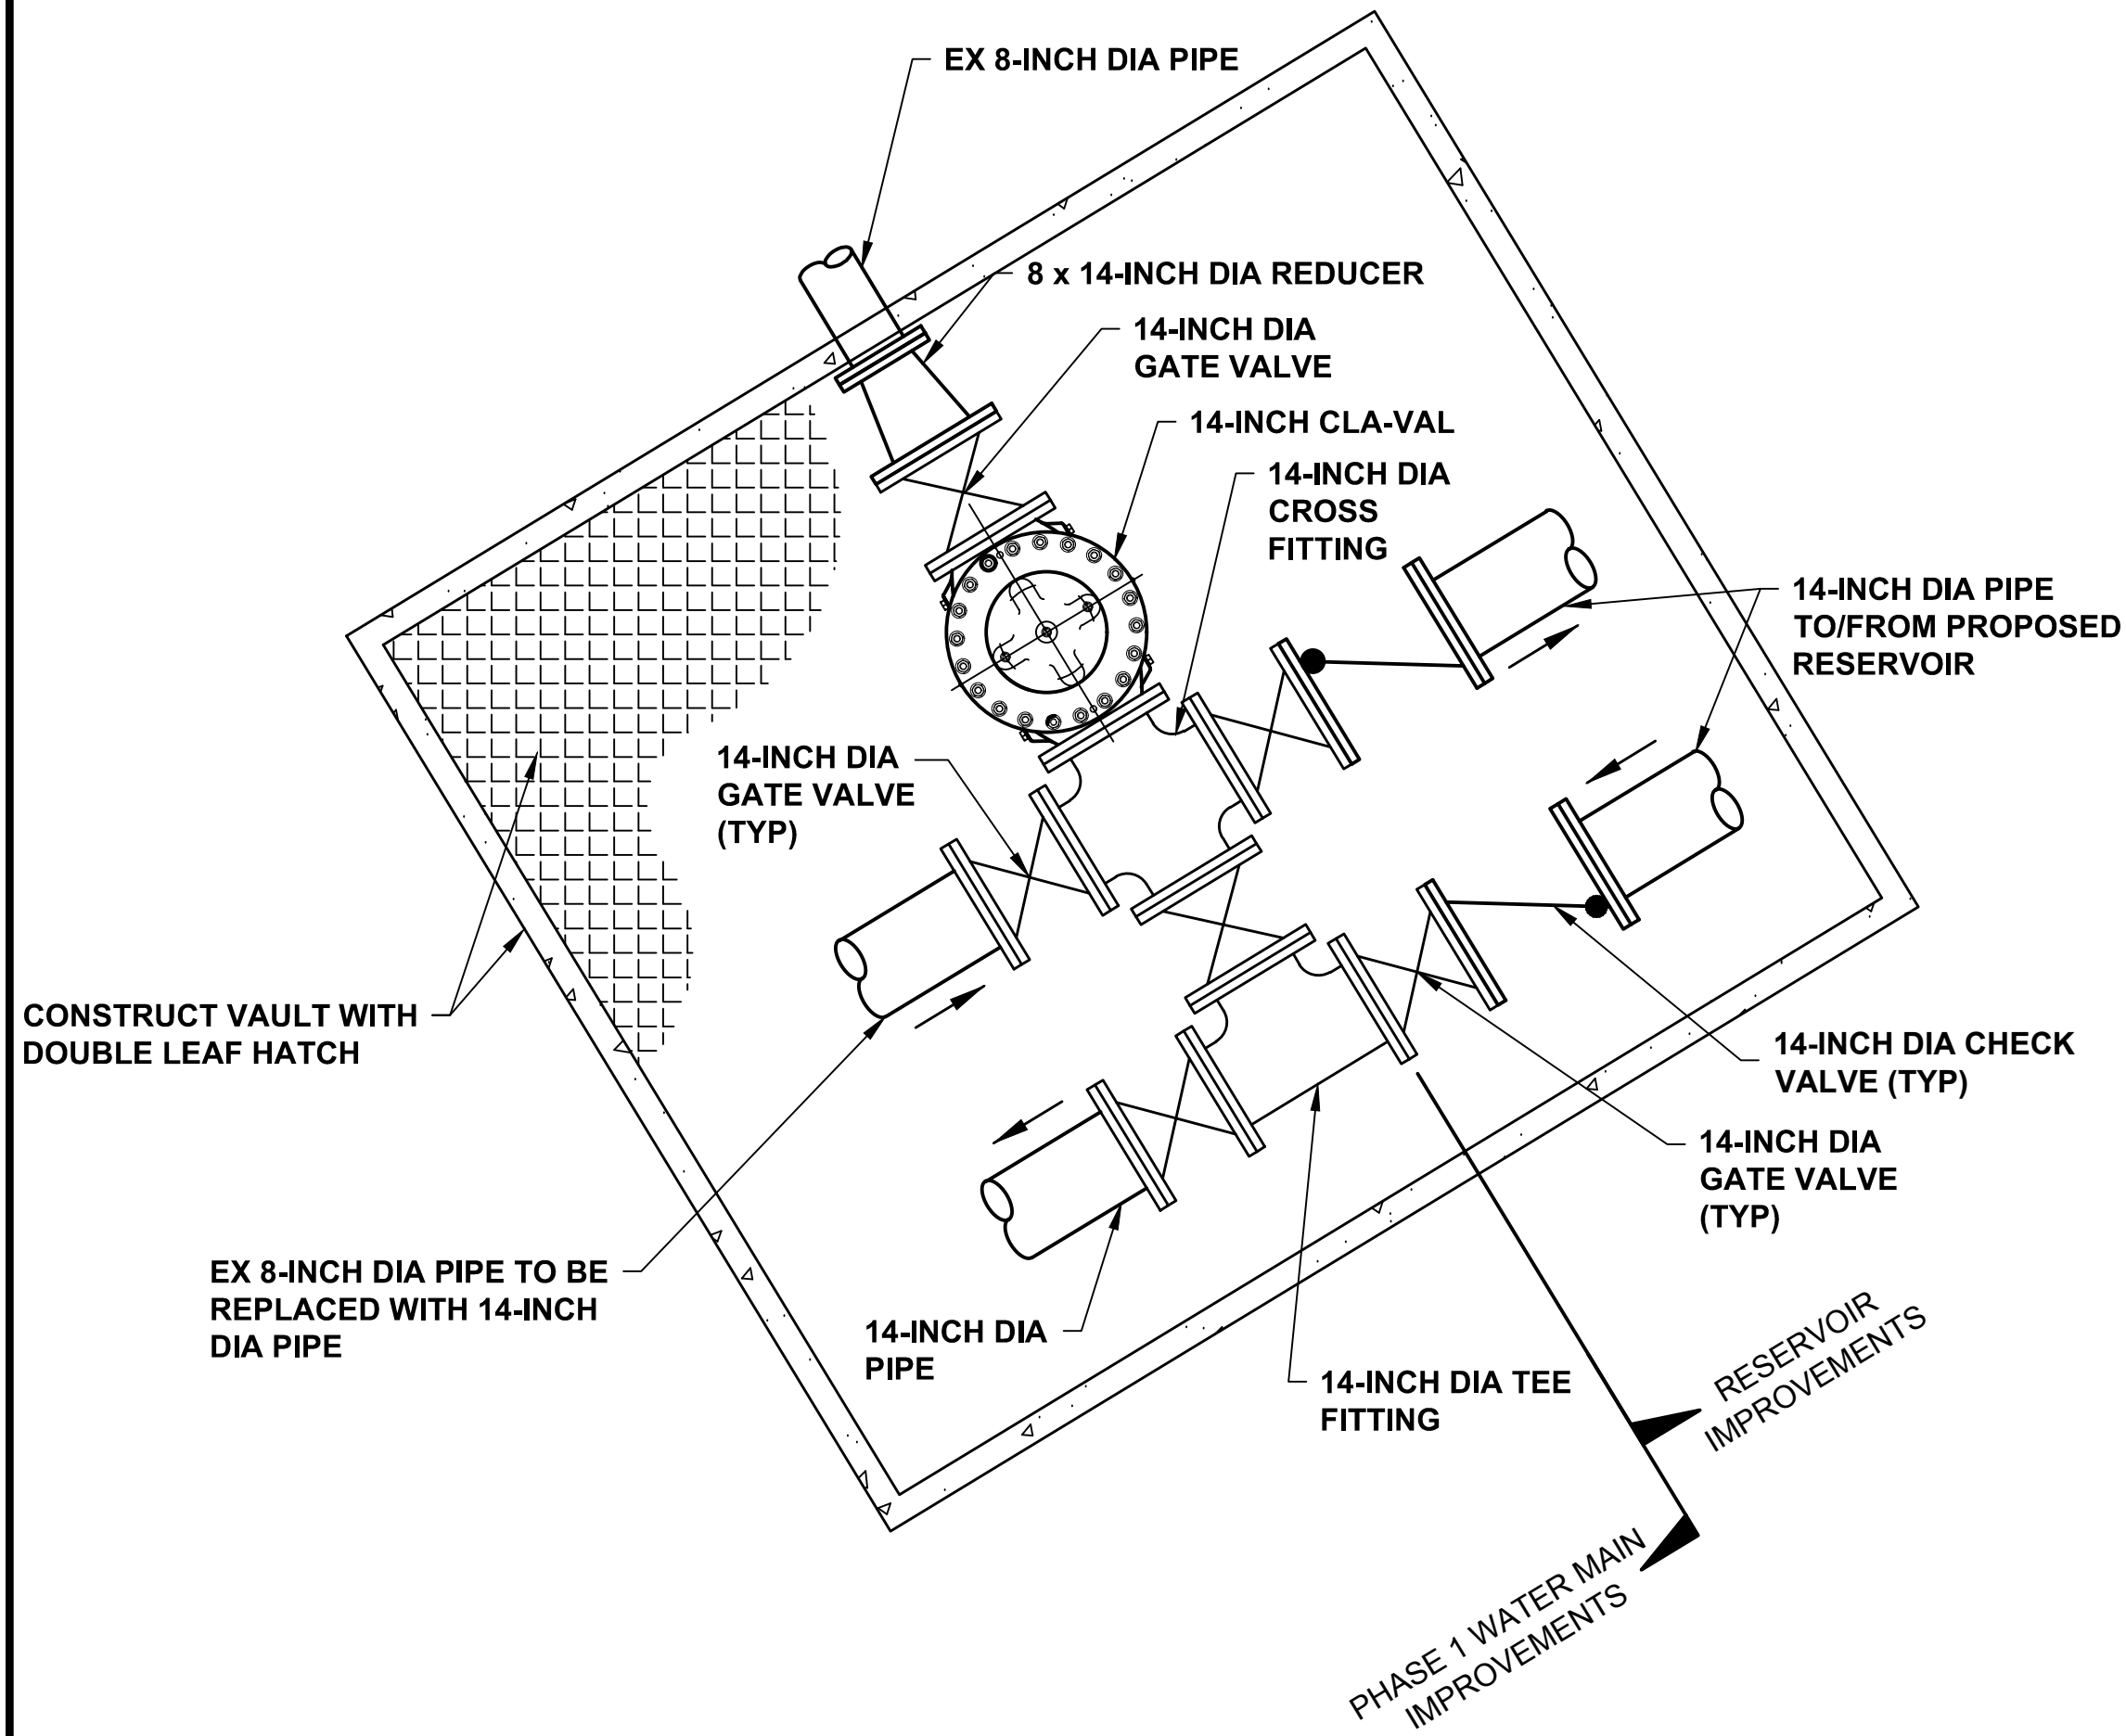 EX 8-INCH DIA PIPE
8 x 14-INCH DIA REDUCER
14-INCH DIA
GATE VALVE
14-INCH CLA-VAL
14-INCH DIA
CROSS
FITTING
14-INCH DIA PIPE
TO/FROM PROPOSED
RESERVOIR
14-INCH DIA
GATE VALVE
(TYP)
CONSTRUCT VAULT WITH
DOUBLE LEAF HATCH
14-INCH DIA CHECK
VALVE (TYP)
14-INCH DIA
GATE VALVE
(TYP)
EX 8-INCH DIA PIPE TO BE
REPLACED WITH 14-INCH
DIA PIPE
14-INCH DIA
PIPE
14-INCH DIA TEE
FITTING
RESERVOIR
IMPROVEMENTS
PHASE 1 WATER MAIN
IMPROVEMENTS